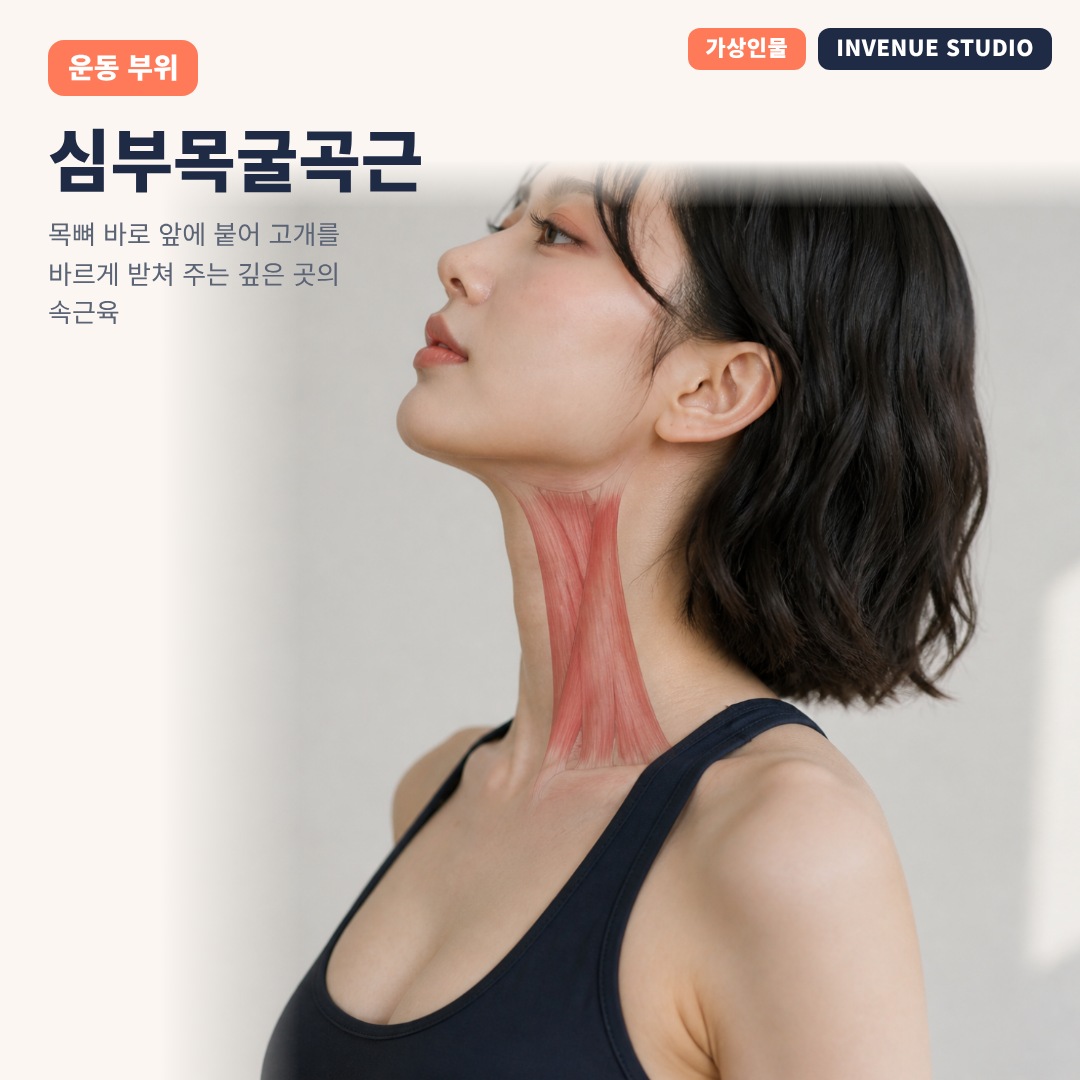 운동 부위
가상인물
INVENUE STUDIO
심부목굴곡근
목뼈 바로 앞에 붙어 고개를
바르게 받쳐 주는 깊은 곳의
속근육